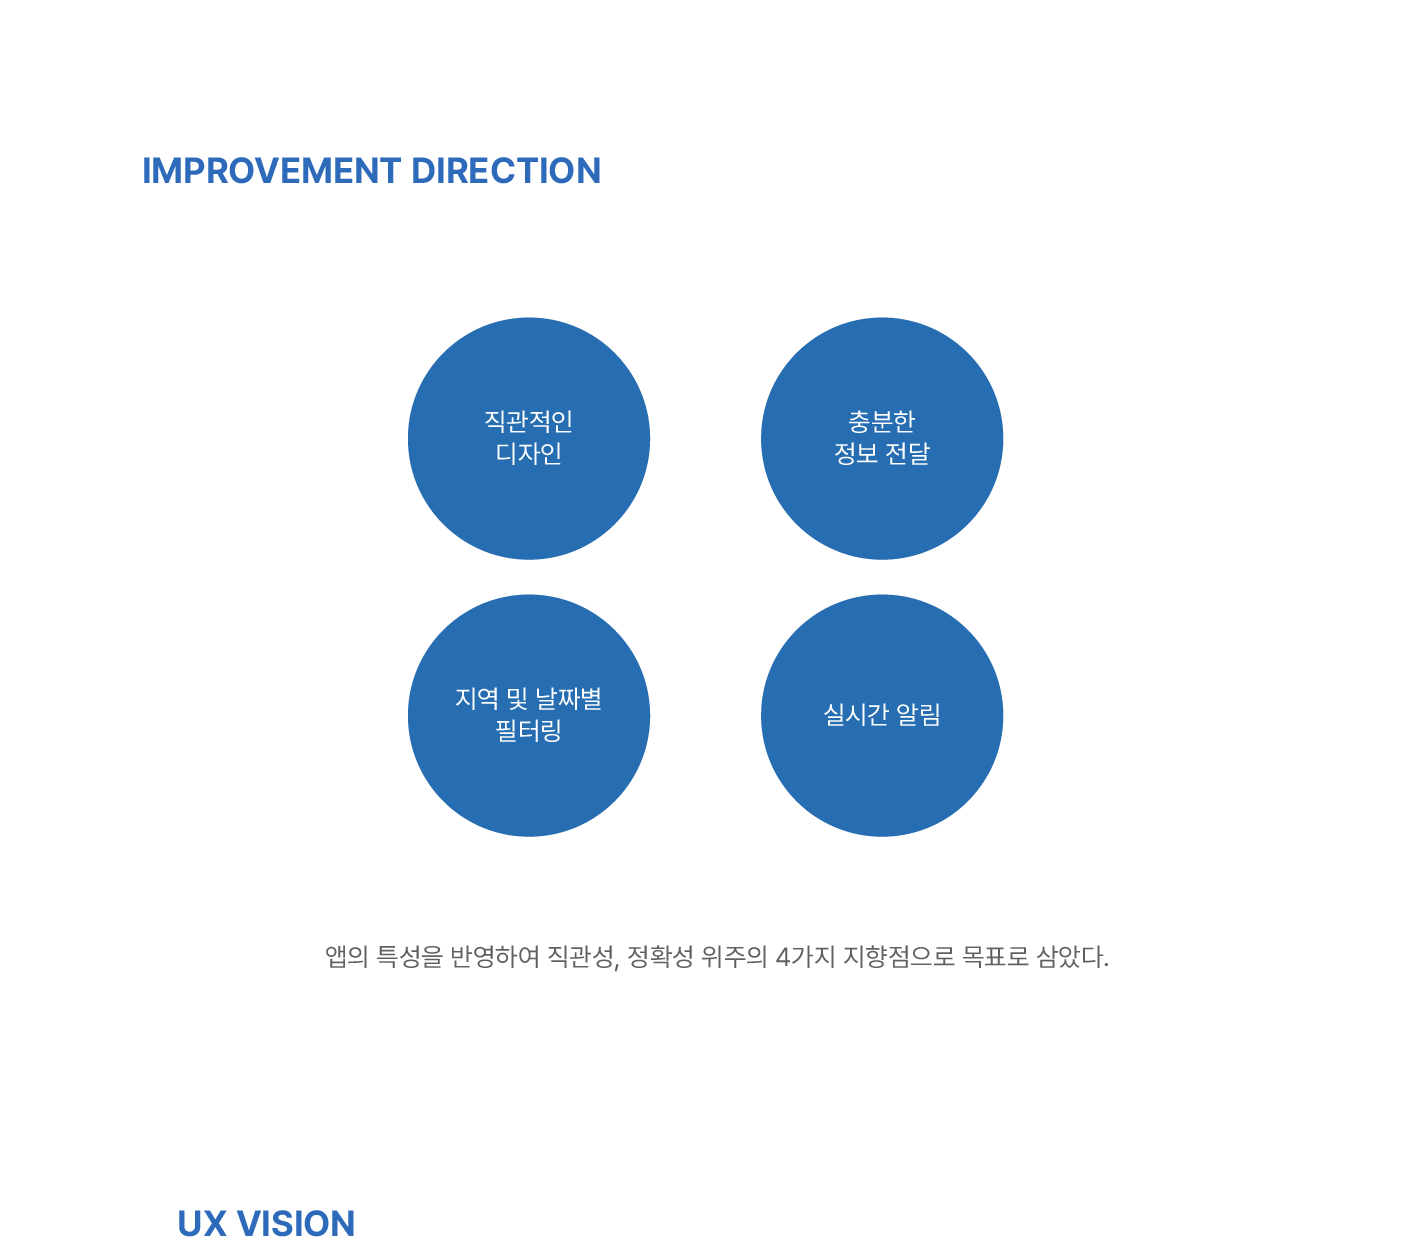 IMPROVEMENT DIRECTION
직관적인
디자인
충분한
정보 전달
지역 및 날짜별
필터링
실시간 알림
앱의 특성을 반영하여 직관성, 정확성 위주의 4가지 지향점으로 목표로 삼았다.
UX VISION